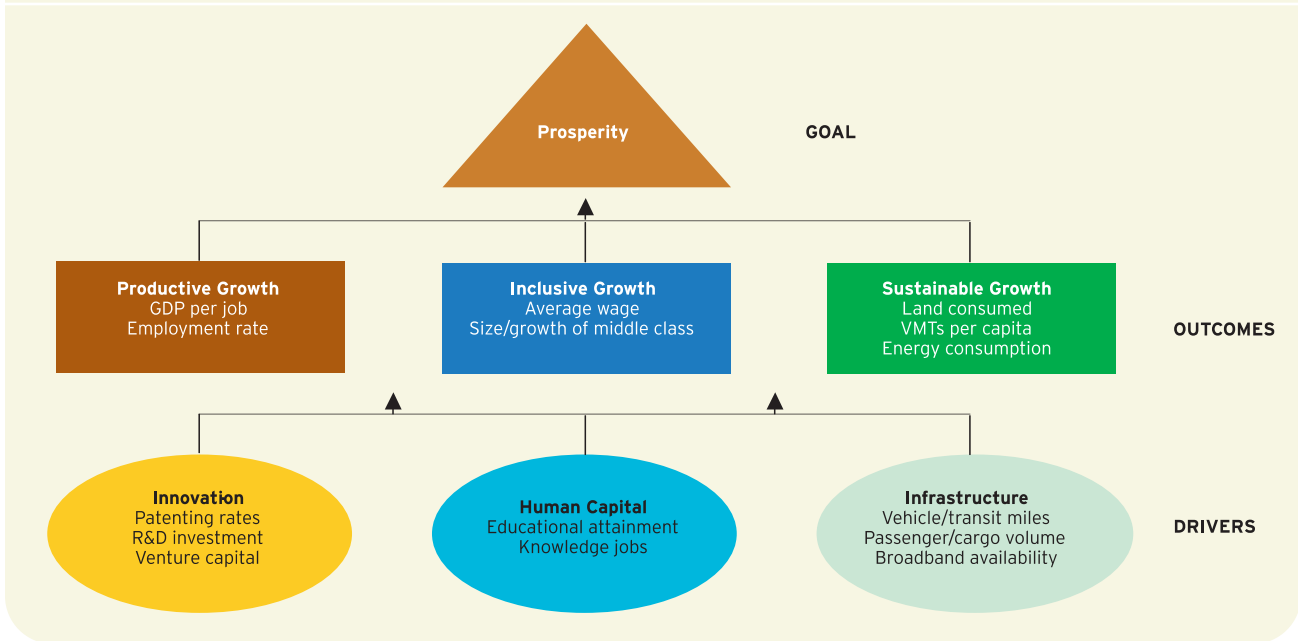 Prosperity
GOAL
Productive Growth
GDP per job
Employment rate
Inclusive Growth
Average wage
Size/growth of middle class
Sustainable Growth
Land consumed
VMTs per capita
Energy consumption
OUTCOMES
Innovation
Patenting rates
R&D investment
Venture capital
Human Capital
Educational attainment
Knowledge jobs
Infrastructure
Vehicle/transit miles
Passenger/cargo volume
Broadband availability
DRIVERS